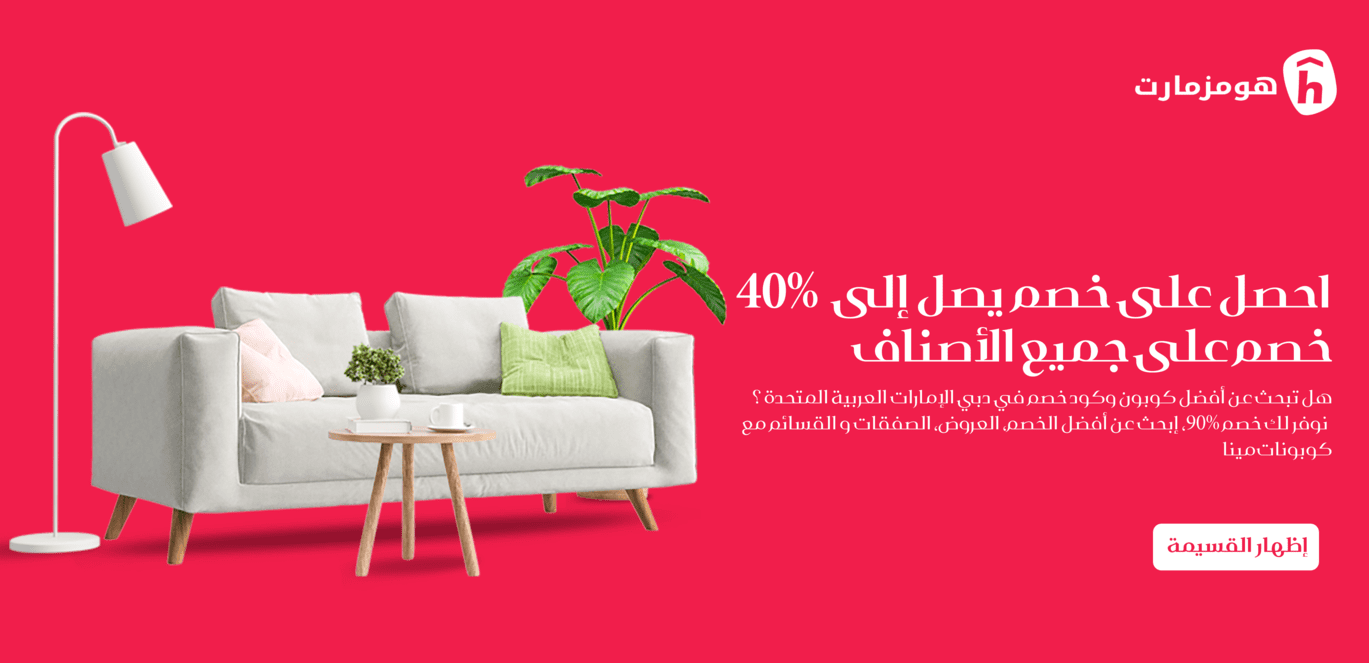 هومزمارت
احصل على خصم يصل إلى 40%
خصم على جميع الأصناف
هل تبحث عن أفضل كوبون وكود خصم في دبي الإمارات العربية المتحدة ؟
نوفر لك خصم 90%، إبحث عن أفضل الخصم، العروض، الصفقات و القسائم مع
كوبونات مينا
إظهار القسيمة